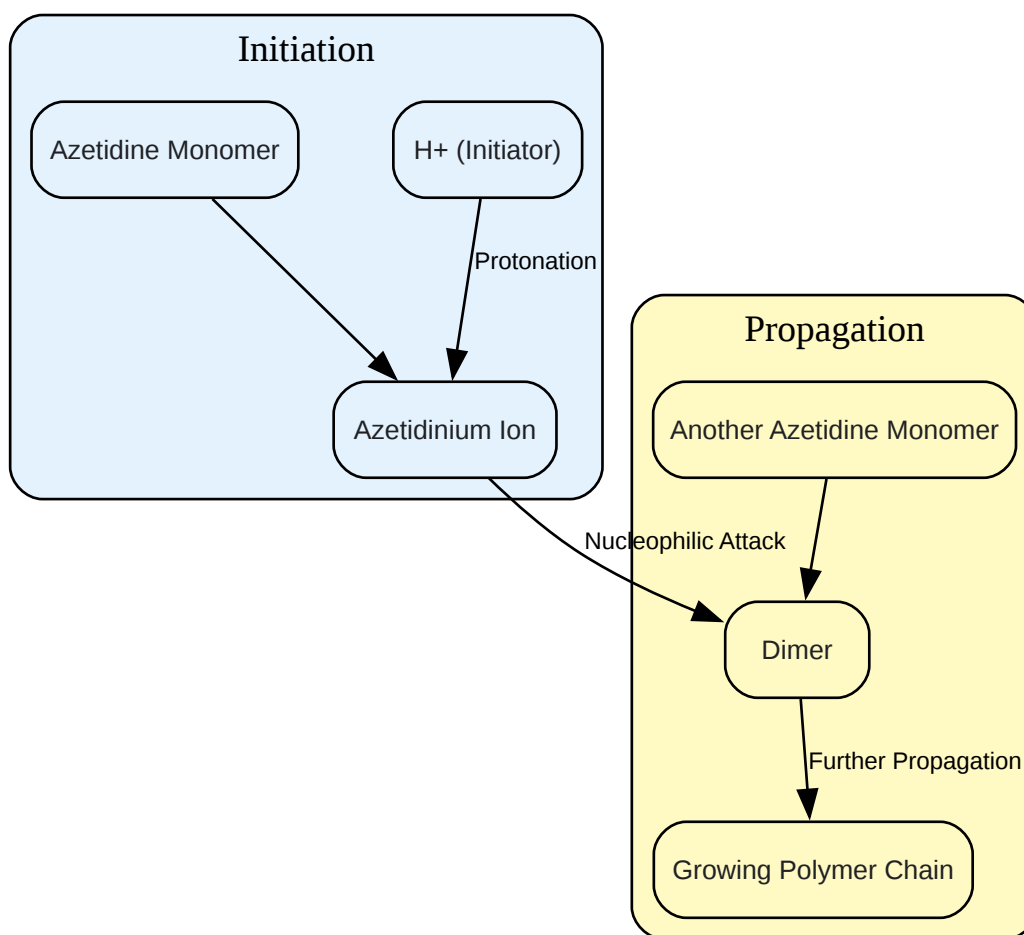 Initiation
Azetidine Monomer
H+ (Initiator)
Protonation
Azetidinium Ion
Propagation
Another Azetidine Monomer
Nucleophilic Attack
Dimer
Further Propagation
Growing Polymer Chain